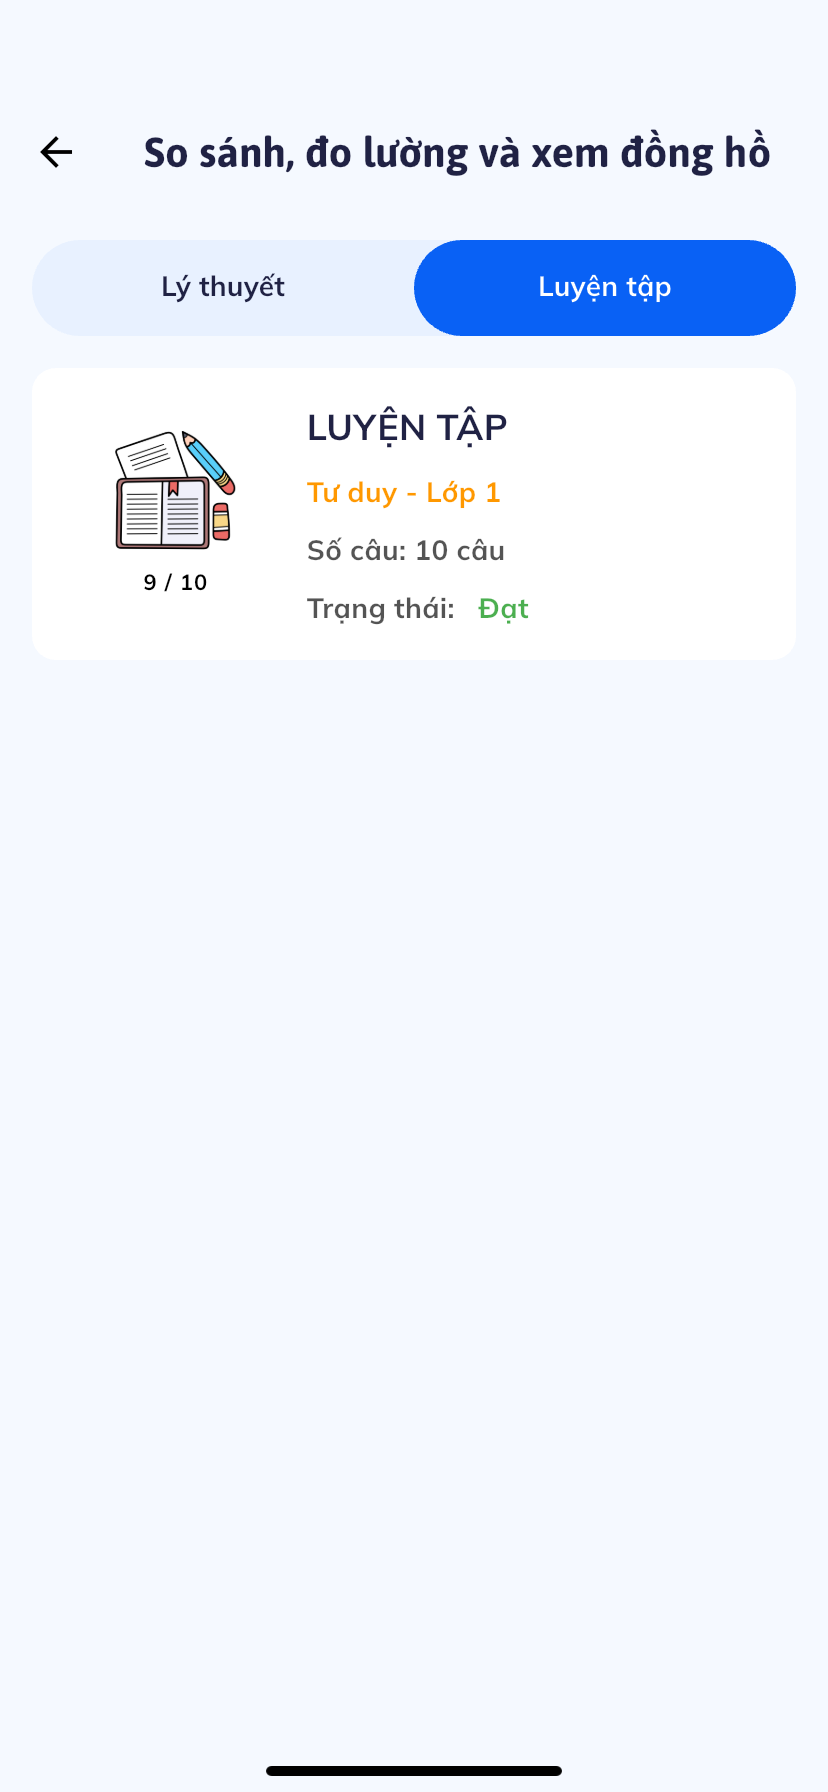 So sánh, đo lường và xem đồng hồ
Lý thuyết
Luyện tập
LUYỆN TẬP
Tư duy - Lớp 1
Số câu: 10 câu
9 / 10
Trạng thái: Đạt